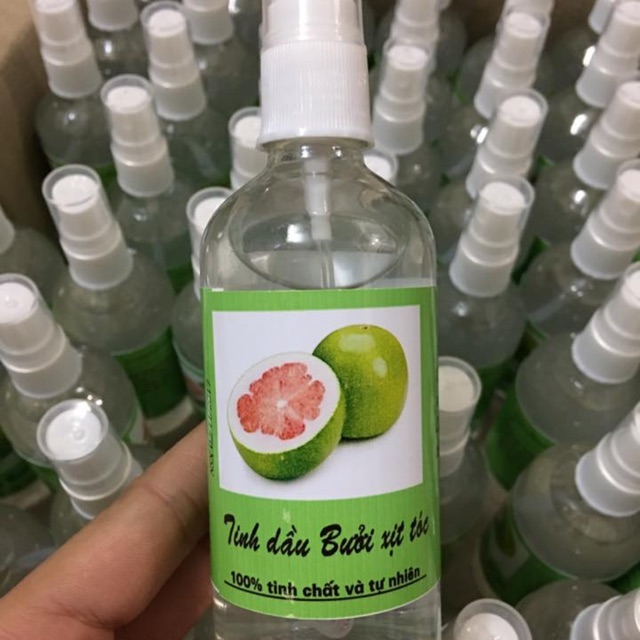 Tinh dầu Bưởi xịt tóc
100% tinh chất và tự nhiên